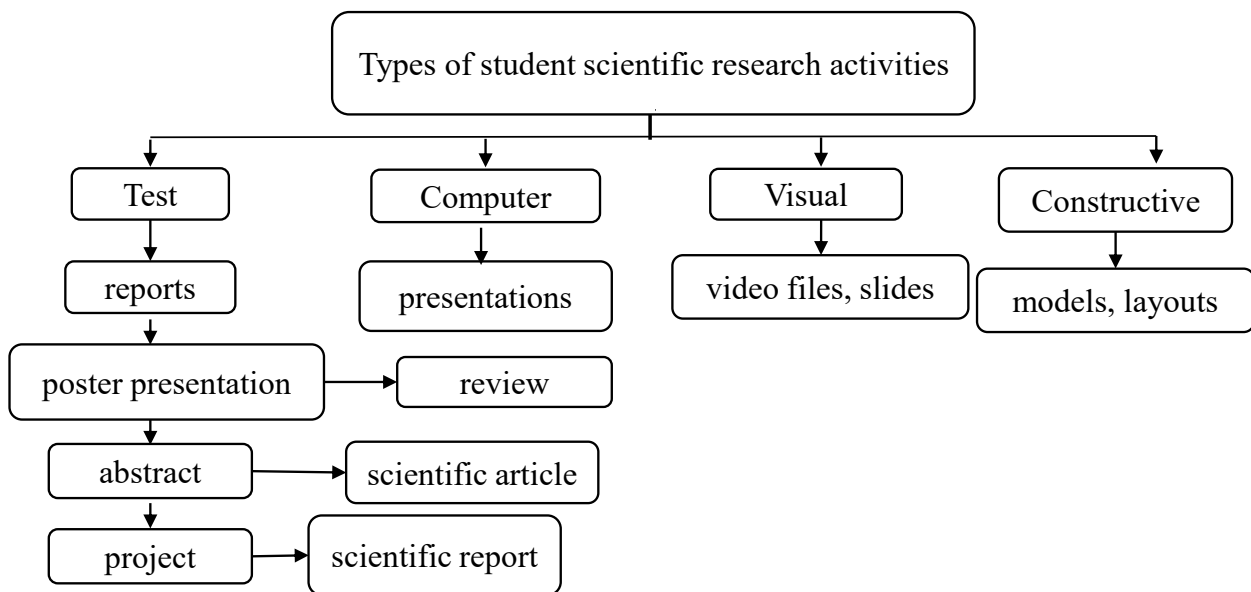 Types of student scientific research activities
Test
Computer
Visual
Constructive
reports
presentations
video files, slides
models, layouts
poster presentation
review
abstract
scientific article
project
scientific report